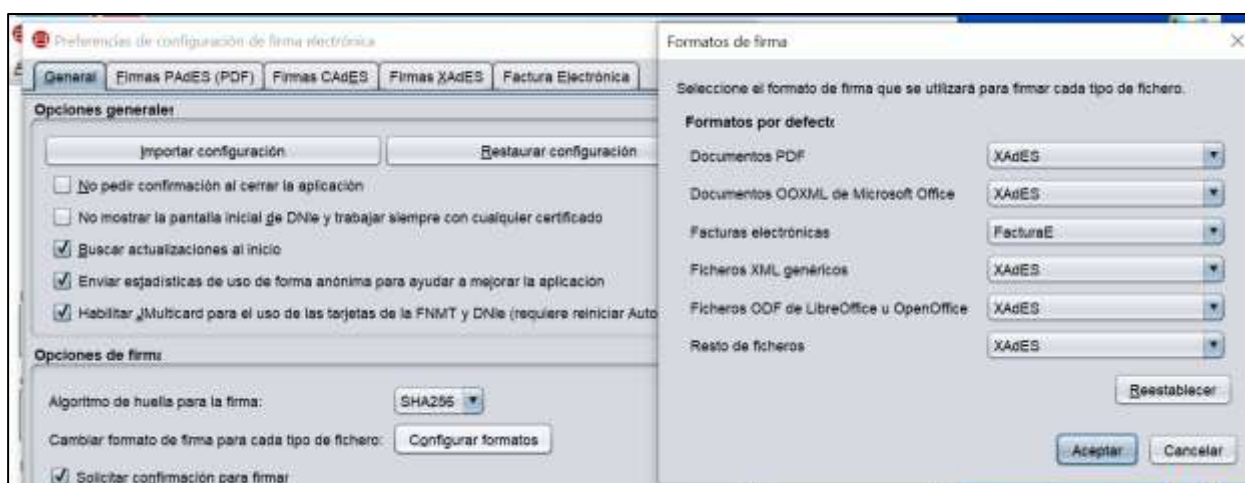 Preferencias de configuración de firma electrónica
General
Firmas PAdES (PDF)
Firmas CAdES
Firmas XAdES
Factura Electrónica
Opciones generales
Importar configuración
Restaurar configuración
No pedir confirmación al cerrar la aplicación
No mostrar la pantalla inicial de DNIe y trabajar siempre con cualquier certificado
Buscar actualizaciones al inicio
Enviar estadísticas de uso de forma anónima para ayudar a mejorar la aplicación
Habilitar JMulticard para el uso de las tarjetas de la FNMT y DNIe (requiere reiniciar Auto
Opciones de firma
Algoritmo de huella para la firma:
SHA256
Cambiar formato de firma para cada tipo de fichero:
Configurar formatos
Solicitar confirmación para firmar
Formatos de firma
Seleccione el formato de firma que se utilizará para firmar cada tipo de fichero.
Formatos por defecto
Documentos PDF
XAdES
Documentos OOXML de Microsoft Office
XAdES
Facturas electrónicas
FacturaE
Ficheros XML genéricos
XAdES
Ficheros ODF de LibreOffice u OpenOffice
XAdES
Resto de ficheros
XAdES
Reestablecer
Aceptar
Cancelar